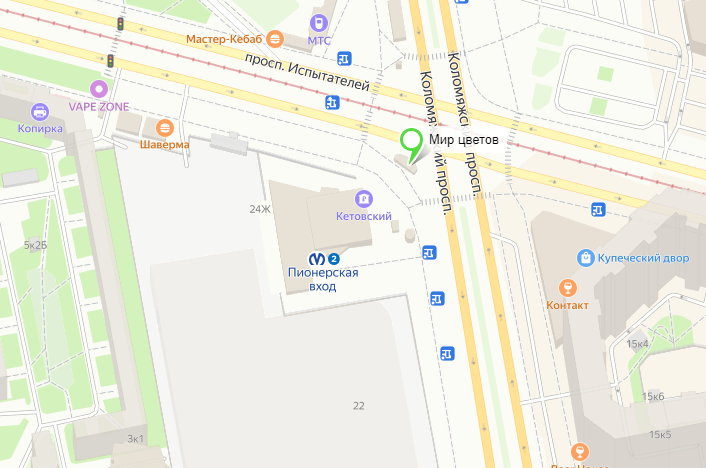 Мастер-Кебаб
МТС
просп. Испытателей
Коломяжский просп.
Коломяжский просп.
VAPE ZONE
Копирка
Шаверма
Мир цветов
24Ж
Кетовский
5к2Б
2
Пионерская
вход
Купеческий двор
Контакт
15к4
15к6
22
15к5
3к1